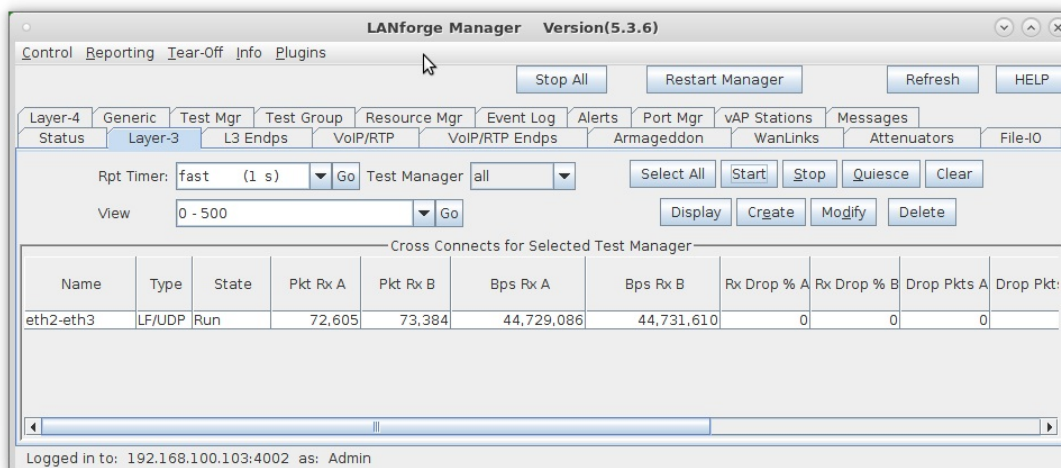 LANforge Manager Version(5.3.6)
Control Reporting Tear-Off Info Plugins
Stop All Restart Manager Refresh HELP
Layer-4 Generic Test Mgr Test Group Resource Mgr Event Log Alerts Port Mgr vAP Stations Messages
Status Layer-3 L3 Endps VoIP/RTP VoIP/RTP Endps Armageddon WanLinks Attenuators File-IO
Rpt Timer: fast (1 s) Go Test Manager all Select All Start Stop Quiesce Clear
View 0 - 500 Go Display Create Modify Delete
Cross Connects for Selected Test Manager
Name Type State Pkt Rx A Pkt Rx B Bps Rx A Bps Rx B Rx Drop % A Rx Drop % B Drop Pkts A Drop Pkt
eth2-eth3 LF/UDP Run 72,605 73,384 44,729,086 44,731,610 0 0 0
Logged in to: 192.168.100.103:4002 as: Admin